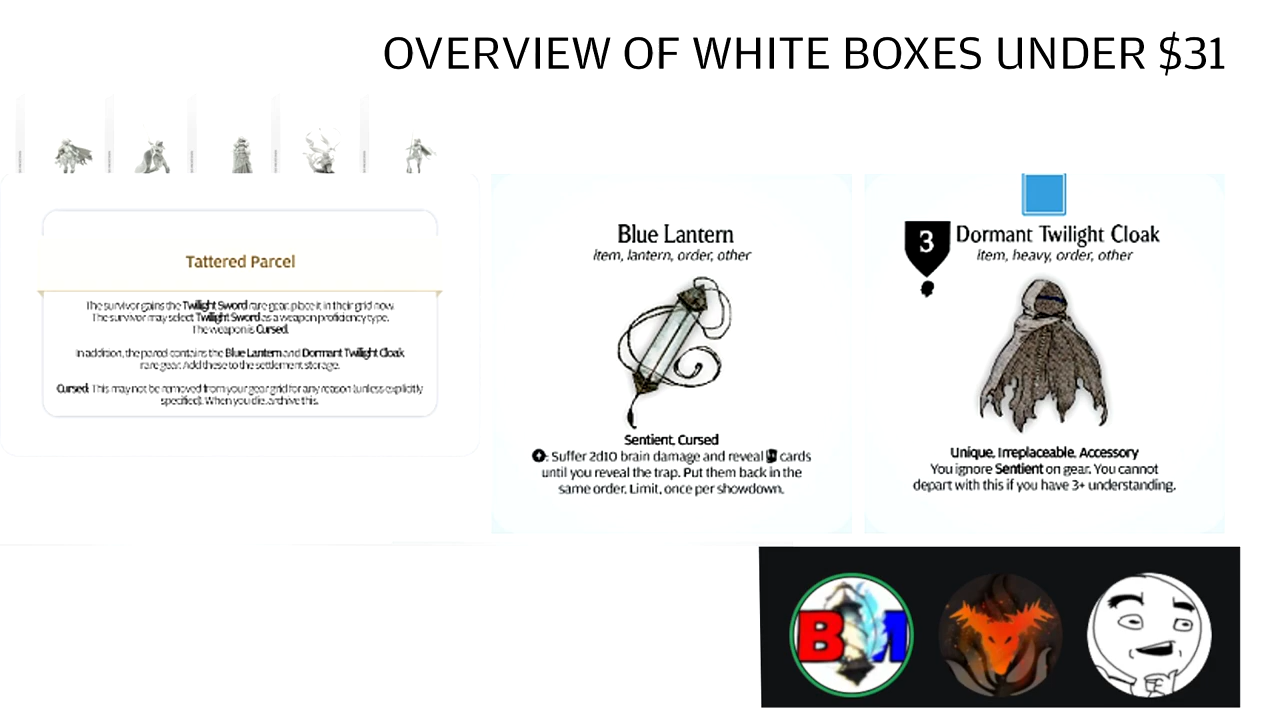 OVERVIEW OF WHITE BOXES UNDER $31
Tattered Parcel
The survivor gains the Twilight Sword rare gear, place it in their grid now.
The survivor may select Twilight Sword as a weapon proficiency type.
The weapon is Cursed.
In addition, the parcel contains the Blue Lantern and Dormant Twilight Cloak
rare gear. Add these to the settlement storage.
Cursed: This may not be removed from your gear grid for any reason (unless explicitly
specified). When you die, archive this.
Blue Lantern
item, lantern, order, other
Sentient, Cursed
: Suffer 2d10 brain damage and reveal cards
until you reveal the trap. Put them back in the
same order. Limit, once per showdown.
3
Dormant Twilight Cloak
item, heavy, order, other
Unique, Irreplaceable, Accessory
You ignore Sentient on gear. You cannot
depart with this if you have 3+ understanding.
B M